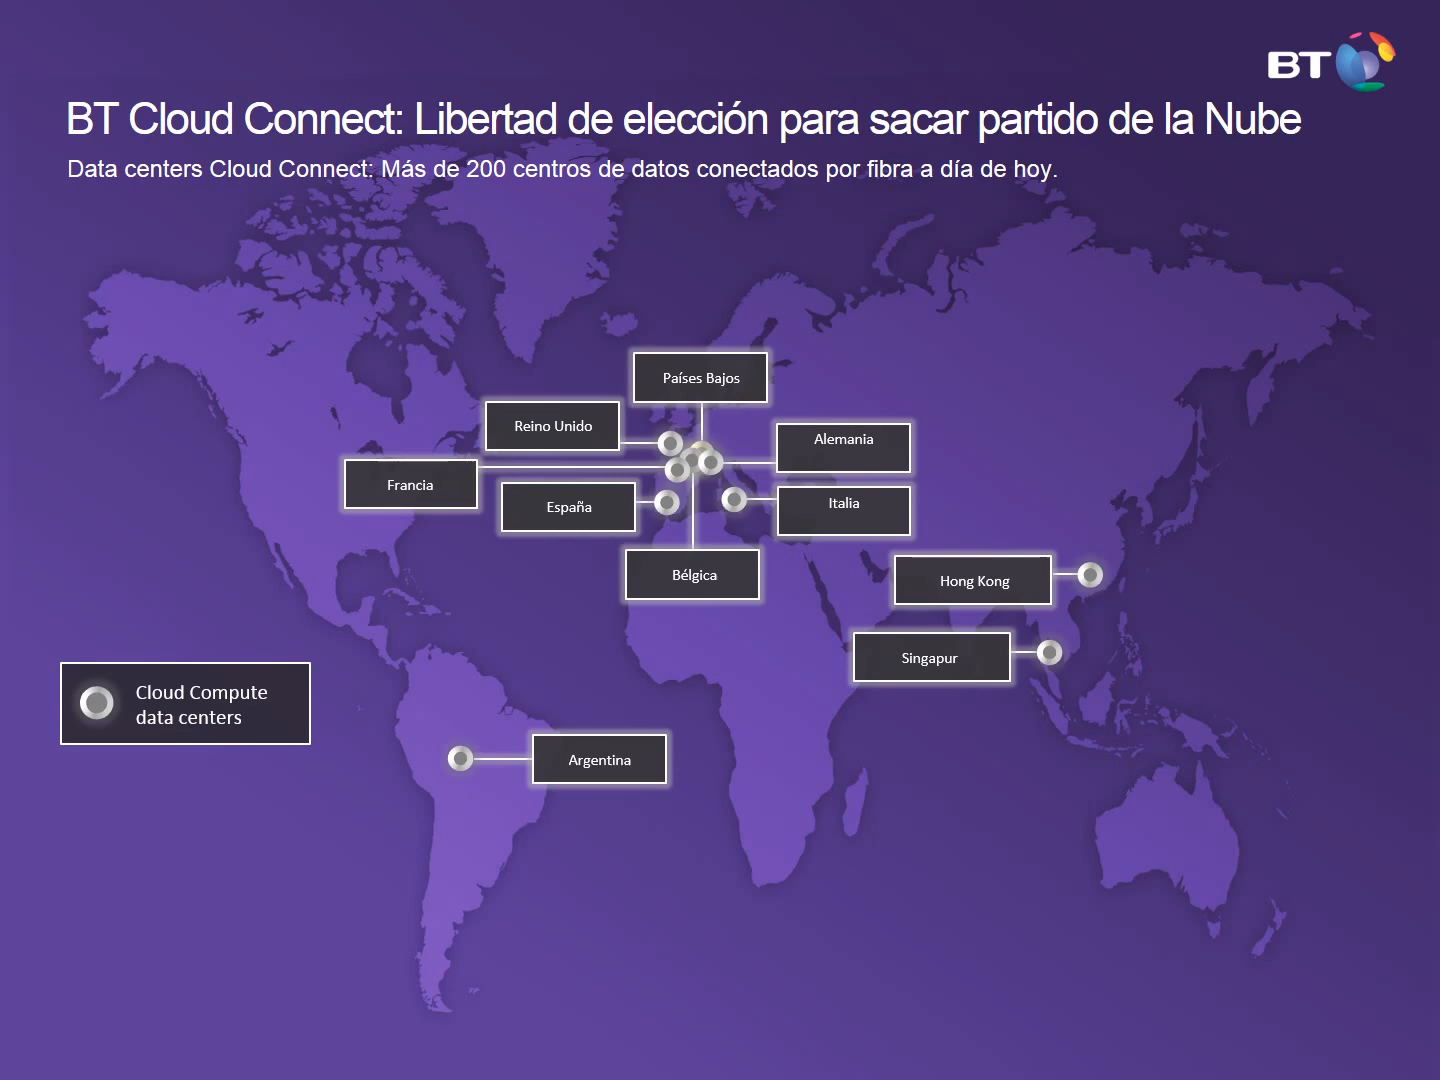 BT
BT Cloud Connect: Libertad de elección para sacar partido de la Nube
Data centers Cloud Connect: Más de 200 centros de datos conectados por fibra a día de hoy.
Países Bajos
Reino Unido
Alemania
Francia
España
Italia
Bélgica
Hong Kong
Singapur
Cloud Compute
data centers
Argentina